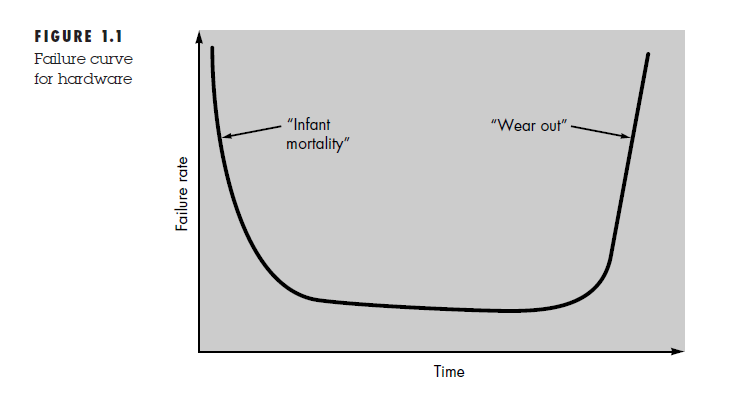 FIGURE 1.1
Failure curve
for hardware
“Infant
mortality”
“Wear out”
Failure rate
Time